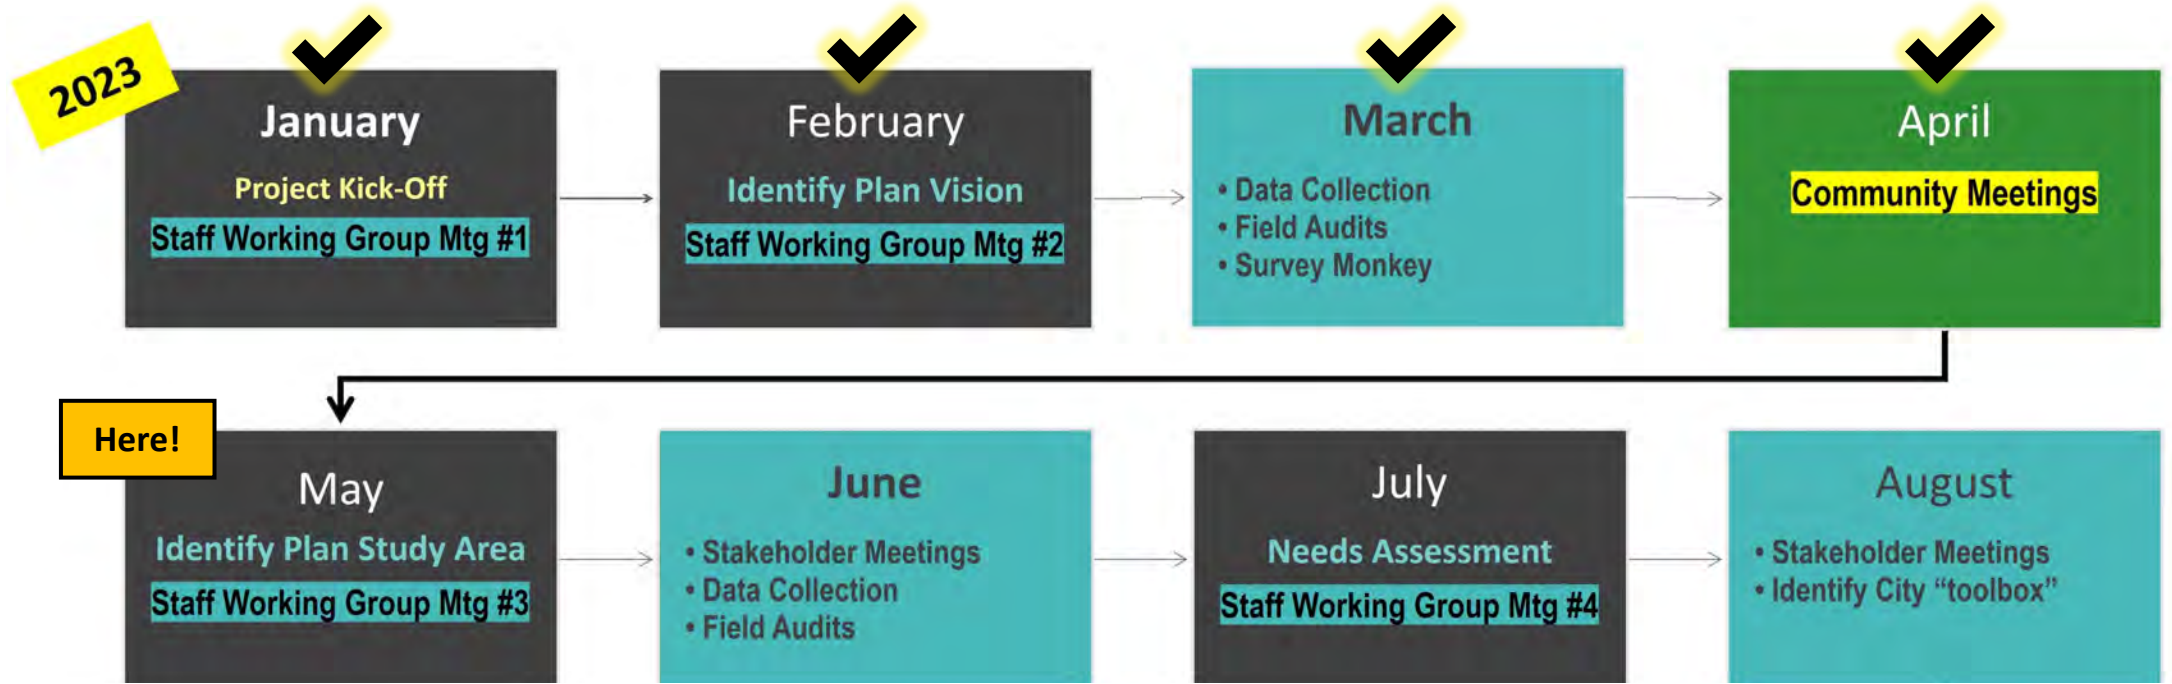 2023
January
Project Kick-Off
Staff Working Group Mtg #1
February
Identify Plan Vision
Staff Working Group Mtg #2
March
• Data Collection
• Field Audits
• Survey Monkey
April
Community Meetings
Here!
May
Identify Plan Study Area
Staff Working Group Mtg #3
June
• Stakeholder Meetings
• Data Collection
• Field Audits
July
Needs Assessment
Staff Working Group Mtg #4
August
• Stakeholder Meetings
• Identify City “toolbox”